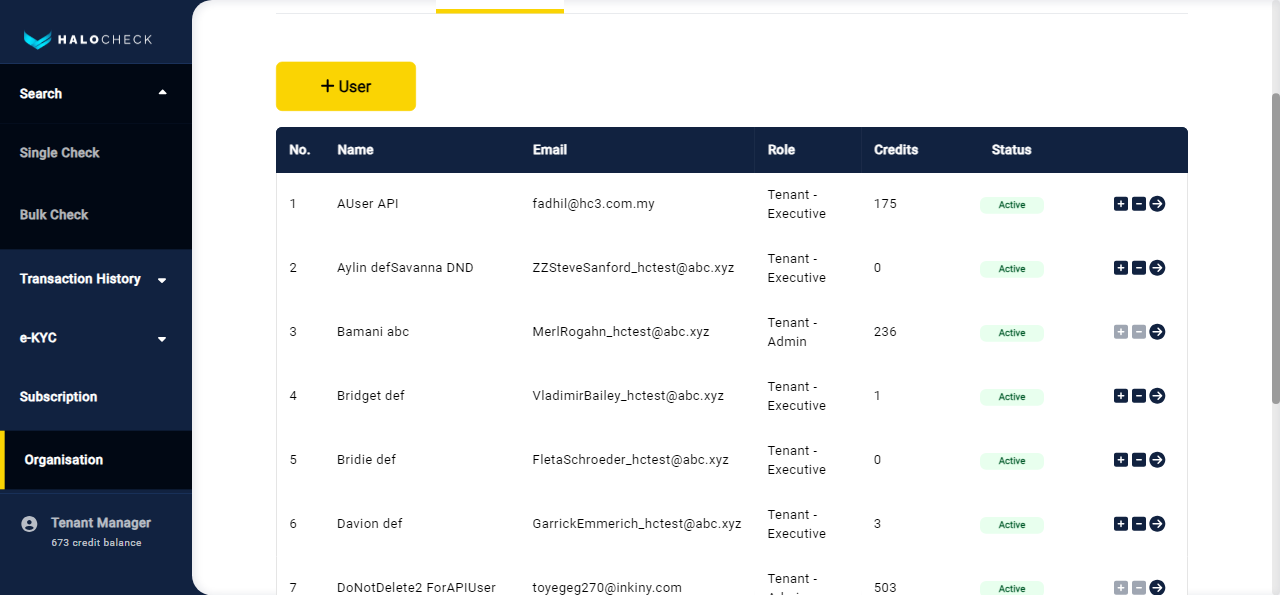 HALOCHECK
Search
Single Check
Bulk Check
Transaction History
e-KYC
Subscription
Organisation
Tenant Manager
673 credit balance
+ User
No. Name Email Role Credits Status
1 AUser API fadhil@hc3.com.my Tenant - 175 Active
Executive
2 Aylin defSavanna DND ZZSteveSanford_hctest@abc.xyz Tenant - 0 Active
Executive
3 Bamani abc MerlRogahn_hctest@abc.xyz Tenant - 236 Active
Admin
4 Bridget def VladimirBailey_hctest@abc.xyz Tenant - 1 Active
Executive
5 Bridie def FletaSchroeder_hctest@abc.xyz Tenant - 0 Active
Executive
6 Davion def GarrickEmmerich_hctest@abc.xyz Tenant - 3 Active
Executive
7 DoNotDelete2 ForAPIUser toyegeg270@inkiny.com Tenant - 503 Active